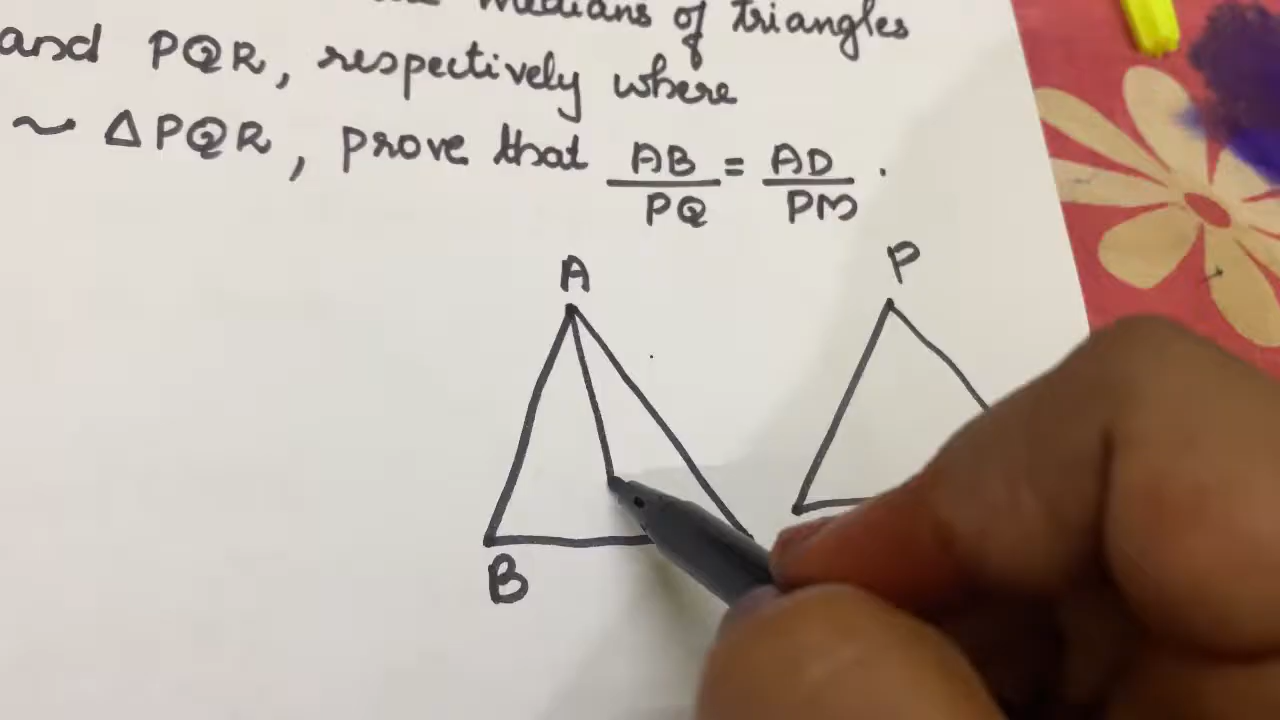 medians of triangles
and PQR, respectively where
~ ΔPQR, prove that AB/PQ = AD/PM.
A
P
B